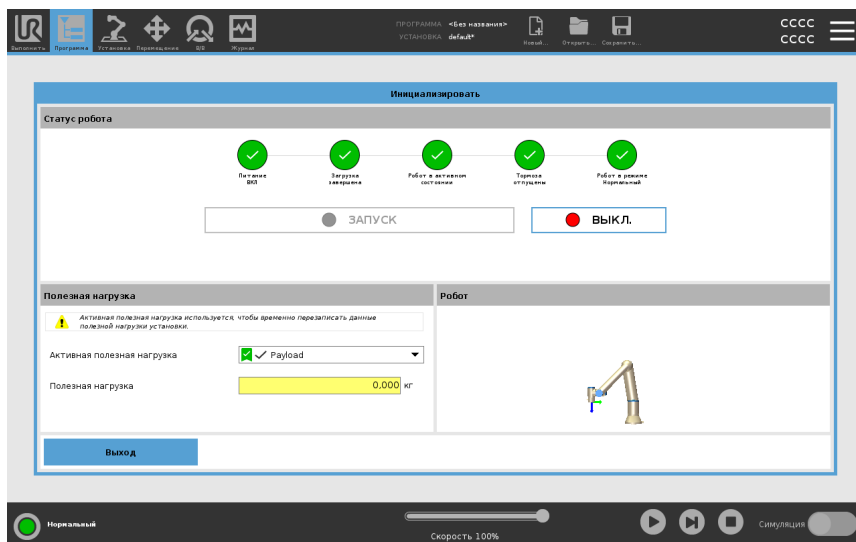 UR
ПРОГРАММА <Без названия>
УСТАНОВКА default*
CCCC
CCCC
Выполнить Программа Установка Перемещение В/В Журнал Новый... Открыть... Сохранить...
Инициализировать
Статус робота
Питание ВКЛ
Загрузка завершена
Робот в активном состоянии
Тормоза отпущены
Робот в режиме Нормальный
ЗАПУСК
ВЫКЛ.
Полезная нагрузка
Активная полезная нагрузка используется, чтобы временно перезаписать данные
полезной нагрузки установки.
Активная полезная нагрузка Payload
Полезная нагрузка 0,000 кг
Робот
Выход
Нормальный
Скорость 100%
Симуляция